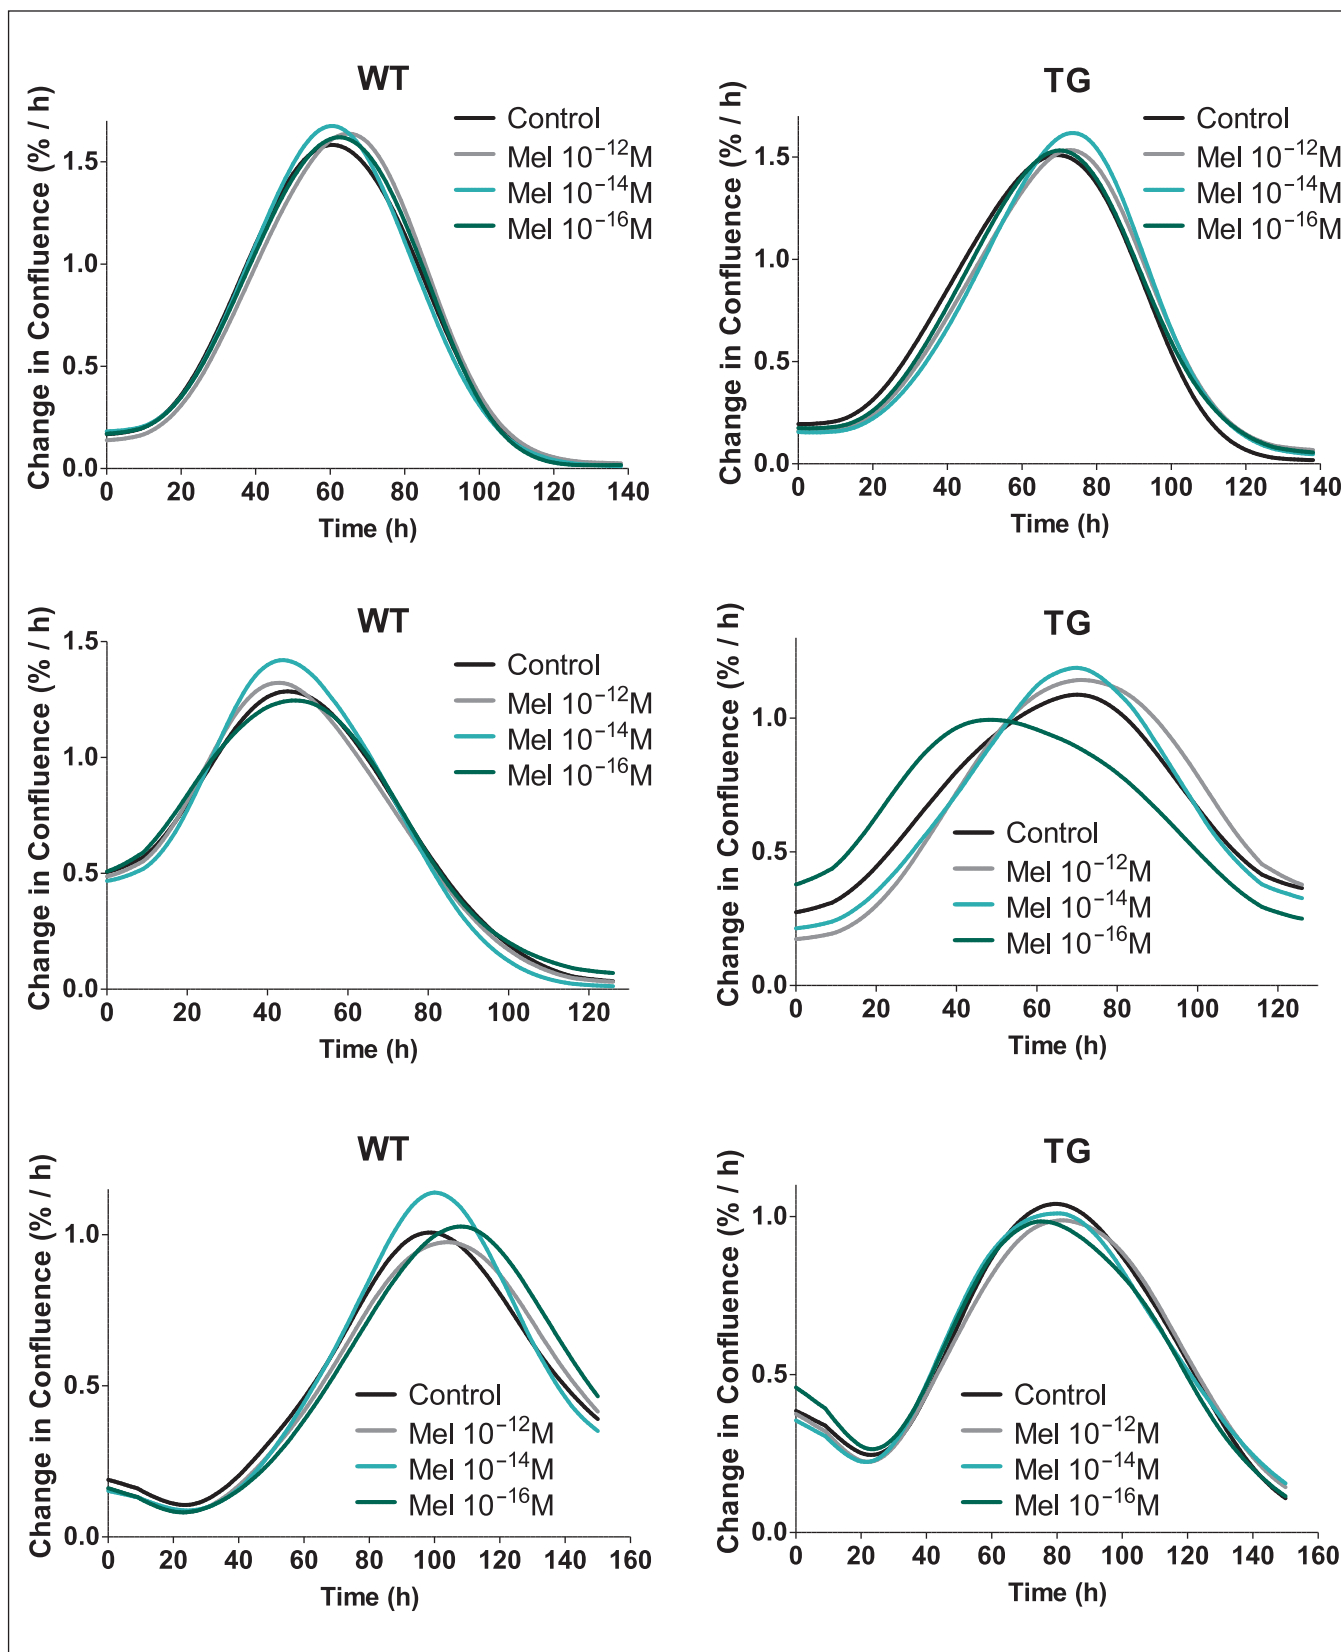 WT
Change in Confluence (% / h)
Control
Mel 10⁻¹²M
Mel 10⁻¹⁴M
Mel 10⁻¹⁶M
1.5
1.0
0.5
0.0
0 20 40 60 80 100 120 140
Time (h)
TG
Change in Confluence (% / h)
Control
Mel 10⁻¹²M
Mel 10⁻¹⁴M
Mel 10⁻¹⁶M
1.5
1.0
0.5
0.0
0 20 40 60 80 100 120 140
Time (h)
WT
Change in Confluence (% / h)
Control
Mel 10⁻¹²M
Mel 10⁻¹⁴M
Mel 10⁻¹⁶M
1.5
1.0
0.5
0.0
0 20 40 60 80 100 120
Time (h)
TG
Change in Confluence (% / h)
1.0
0.5
0.0
Control
Mel 10⁻¹²M
Mel 10⁻¹⁴M
Mel 10⁻¹⁶M
0 20 40 60 80 100 120
Time (h)
WT
Change in Confluence (% / h)
1.0
0.5
0.0
Control
Mel 10⁻¹²M
Mel 10⁻¹⁴M
Mel 10⁻¹⁶M
0 20 40 60 80 100 120 140 160
Time (h)
TG
Change in Confluence (% / h)
1.0
0.5
0.0
Control
Mel 10⁻¹²M
Mel 10⁻¹⁴M
Mel 10⁻¹⁶M
0 20 40 60 80 100 120 140 160
Time (h)